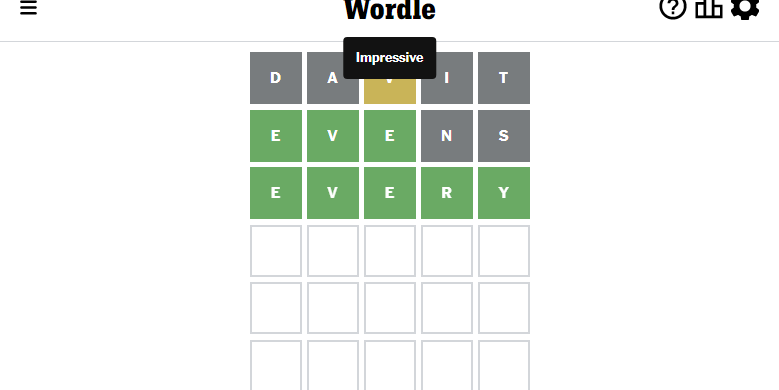 Wordle
Impressive
D A V I T
E V E N S
E V E R Y